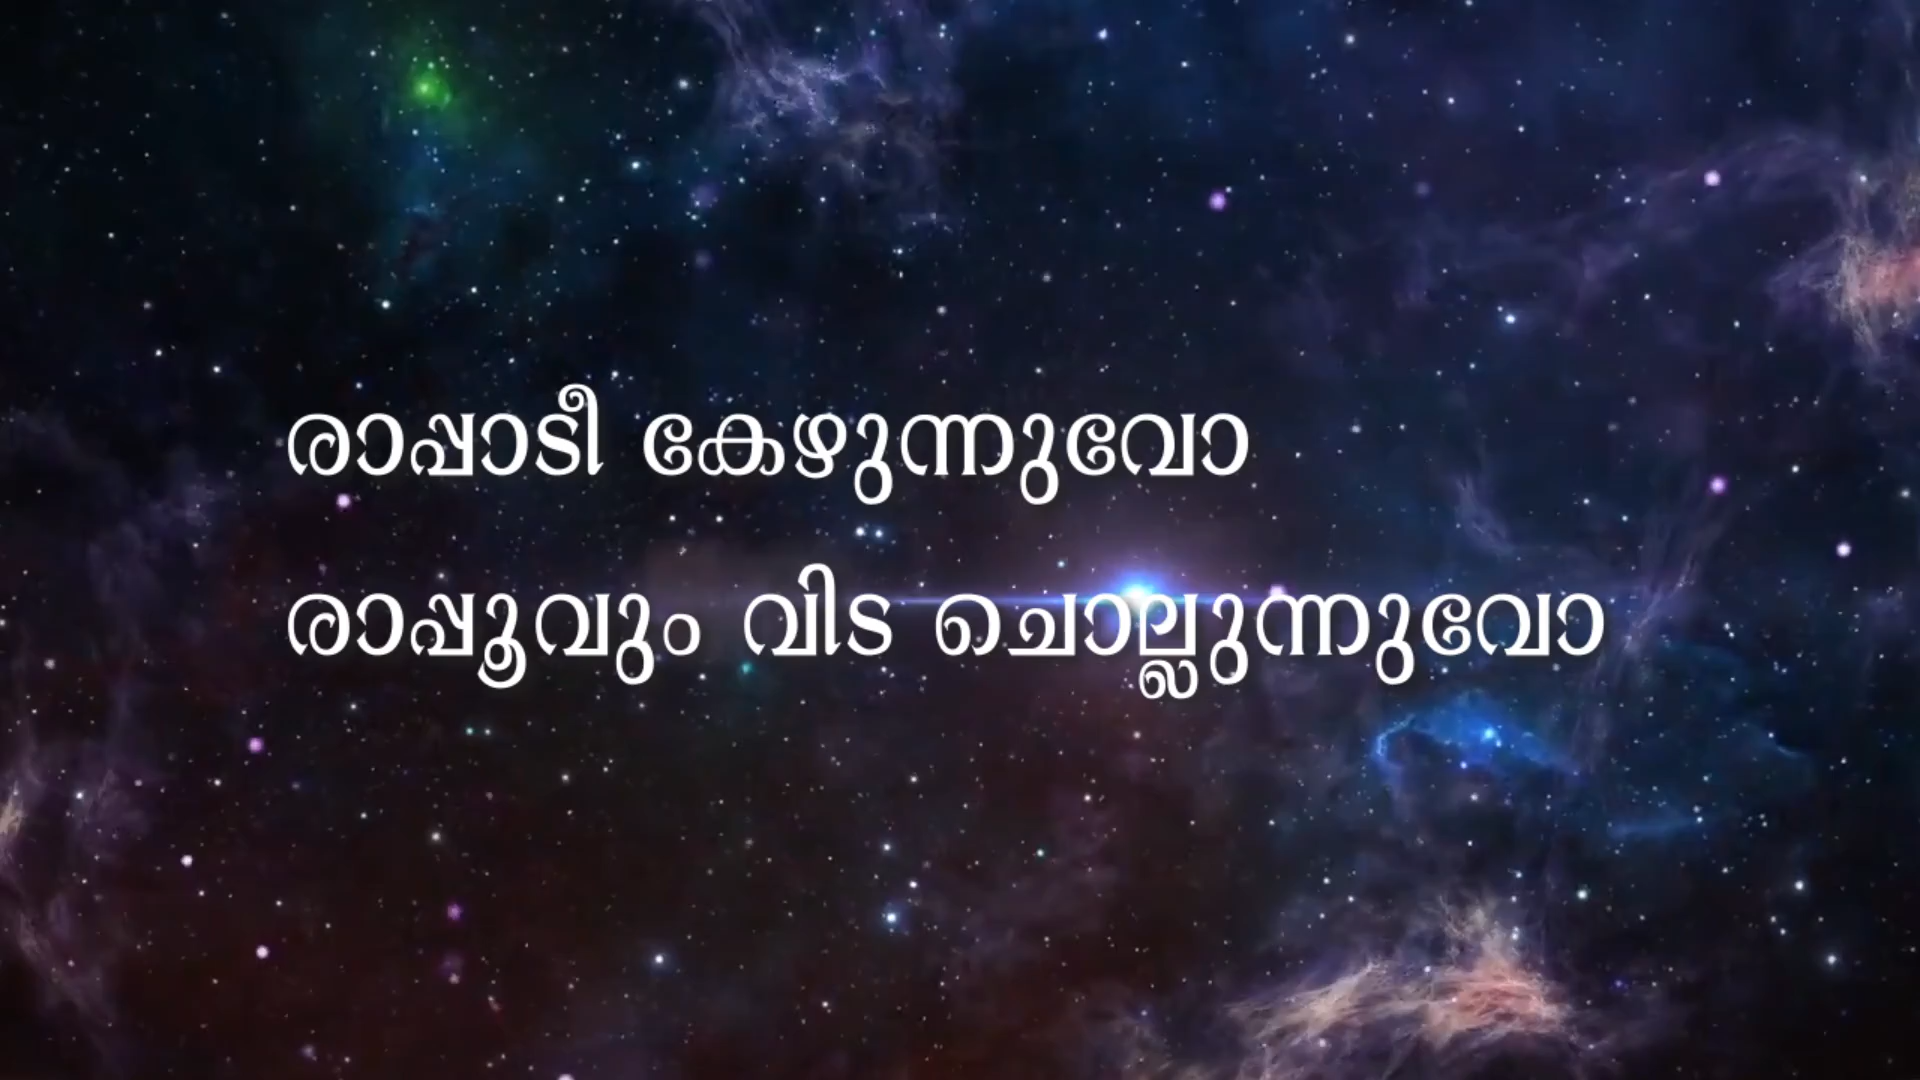 രാപ്പാടീ കേഴുന്നുവോ
രാപ്പൂവും വിട ചൊല്ലുന്നുവോ